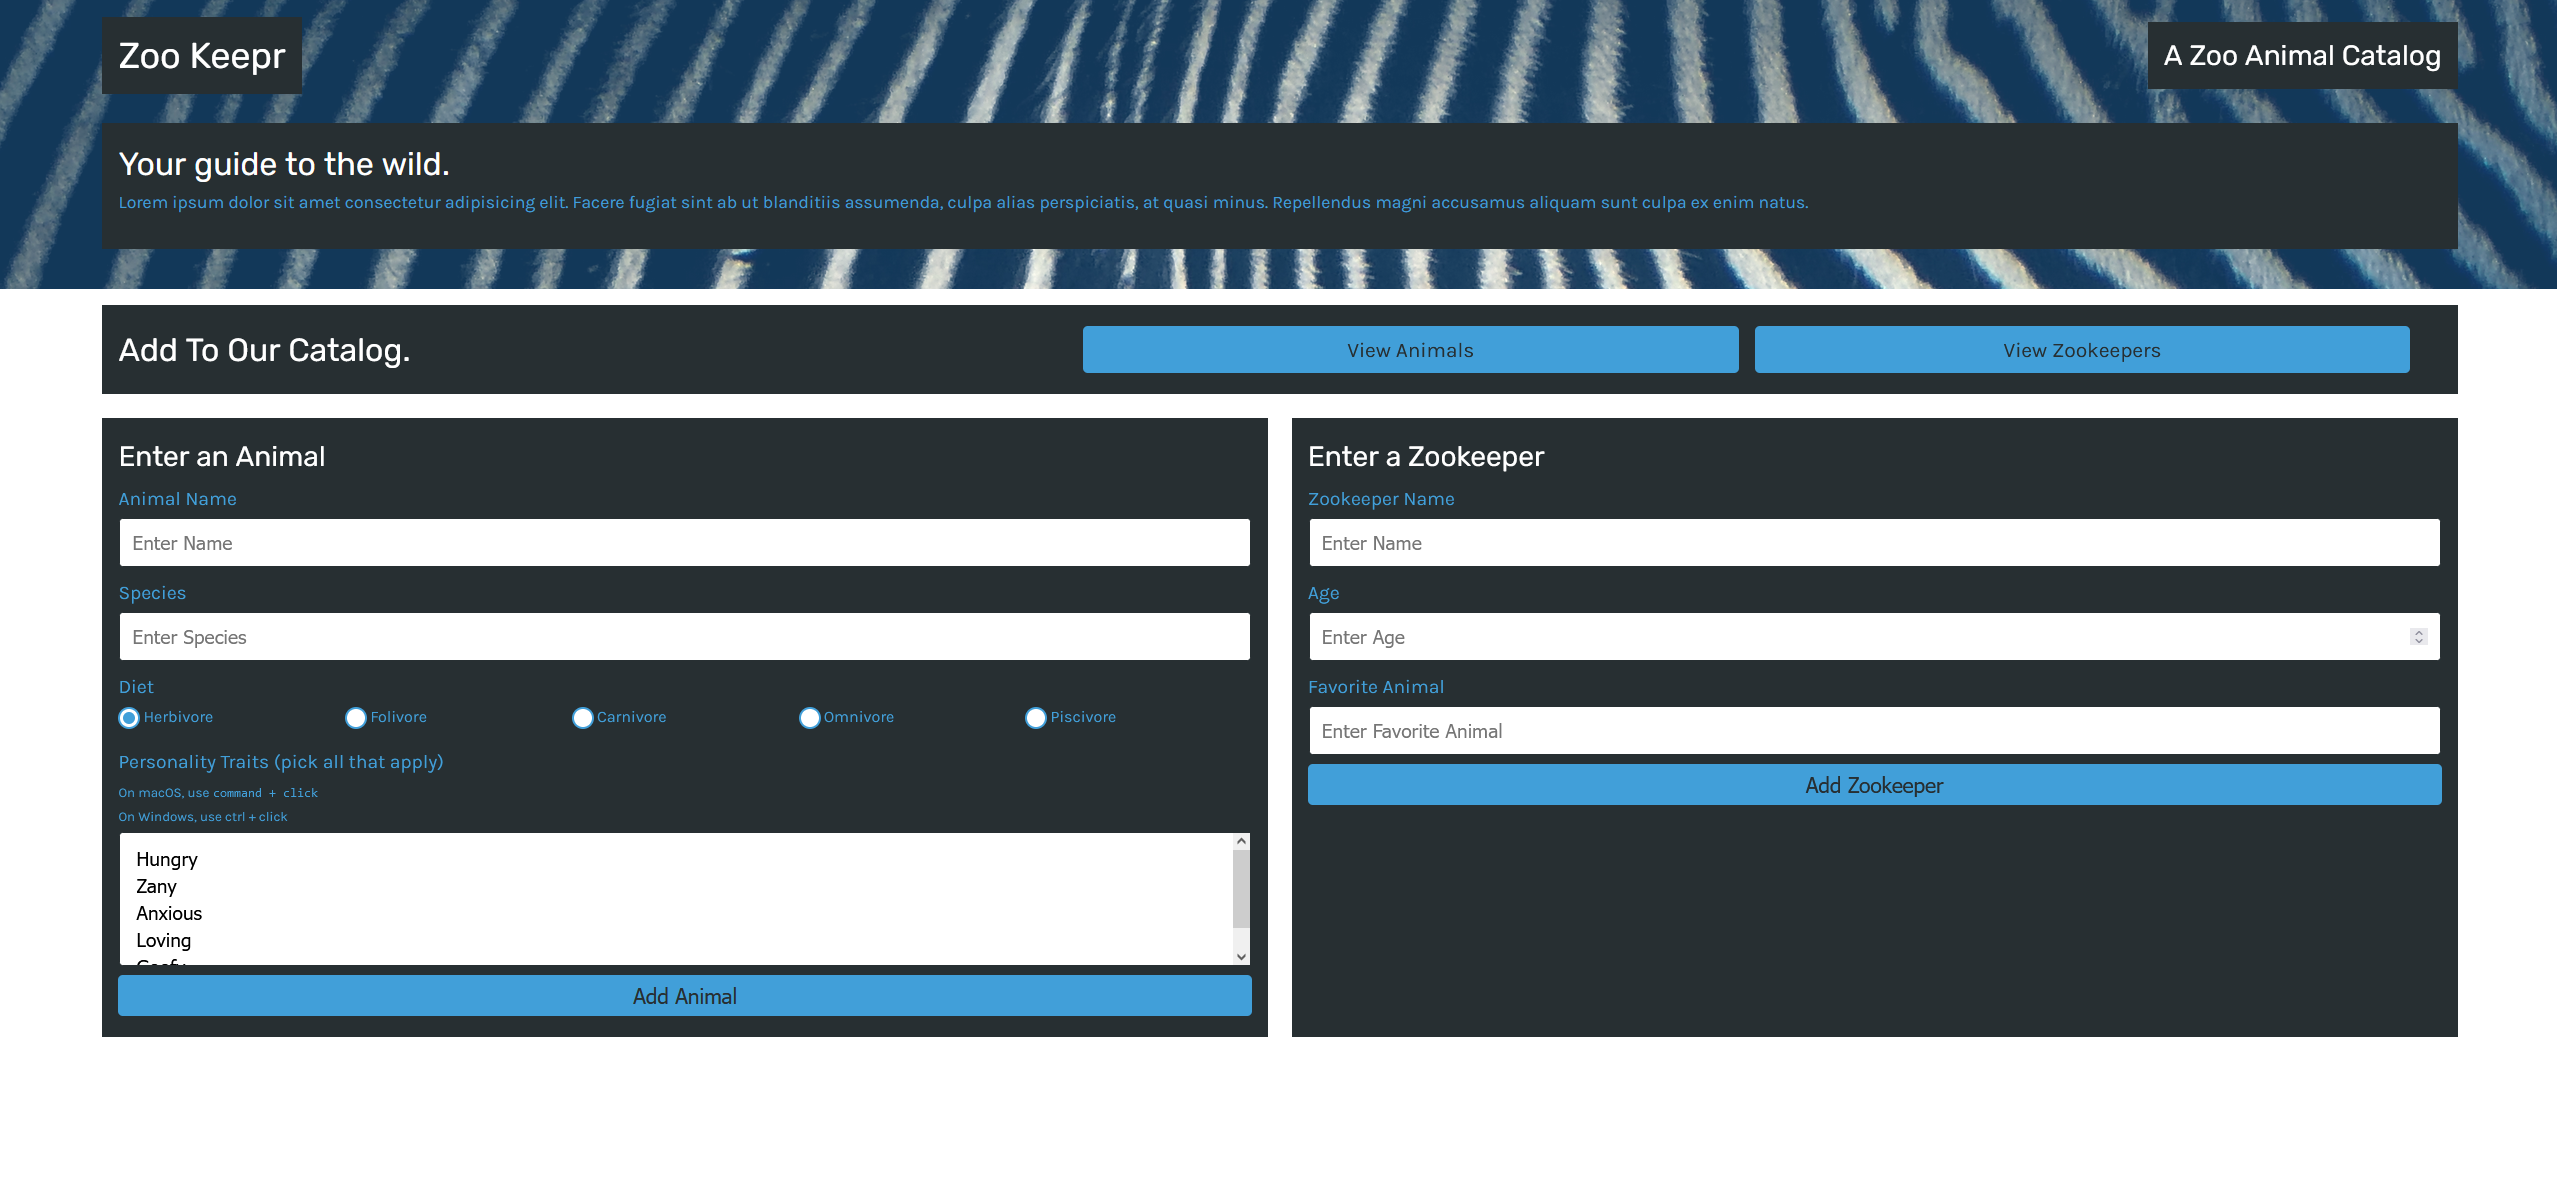 Zoo Keepr
A Zoo Animal Catalog
Your guide to the wild.
Lorem ipsum dolor sit amet consectetur adipisicing elit. Facere fugiat sint ab ut blanditiis assumenda, culpa alias perspiciatis, at quasi minus. Repellendus magni accusamus aliquam sunt culpa ex enim natus.
Add To Our Catalog.
View Animals
View Zookeepers
Enter an Animal
Animal Name
Enter Name
Species
Enter Species
Diet
Herbivore
Folivore
Carnivore
Omnivore
Piscivore
Personality Traits (pick all that apply)
On macOS, use command + click
On Windows, use ctrl + click
Hungry
Zany
Anxious
Loving
Add Animal
Enter a Zookeeper
Zookeeper Name
Enter Name
Age
Enter Age
Favorite Animal
Enter Favorite Animal
Add Zookeeper